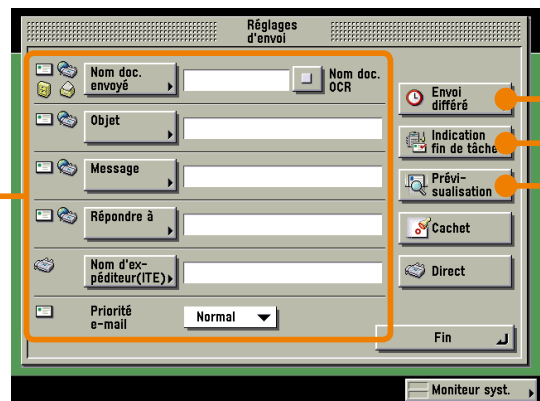 Réglages
d'envoi
Nom doc.
envoyé
Nom doc.
OCR
Objet
Message
Répondre à
Nom d'ex-
péditeur(ITE)
Priorité
e-mail
Normal
Envoi
différé
Indication
fin de tâche
Prévi-
sualisation
Cachet
Direct
Fin
Moniteur syst.